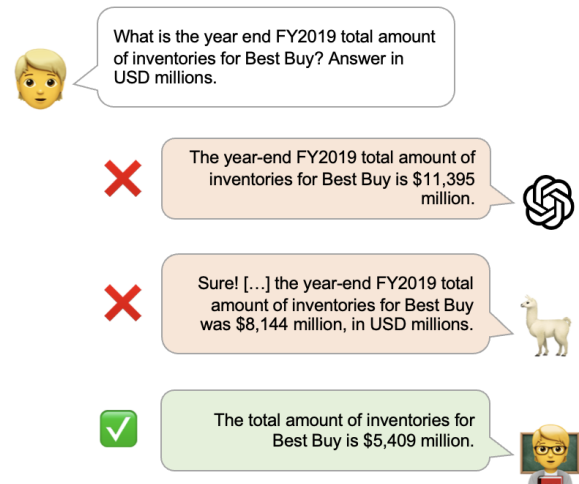 What is the year end FY2019 total amount
of inventories for Best Buy? Answer in
USD millions.
The year-end FY2019 total amount of
inventories for Best Buy is $11,395
million.
Sure! […] the year-end FY2019 total
amount of inventories for Best Buy
was $8,144 million, in USD millions.
The total amount of inventories for
Best Buy is $5,409 million.